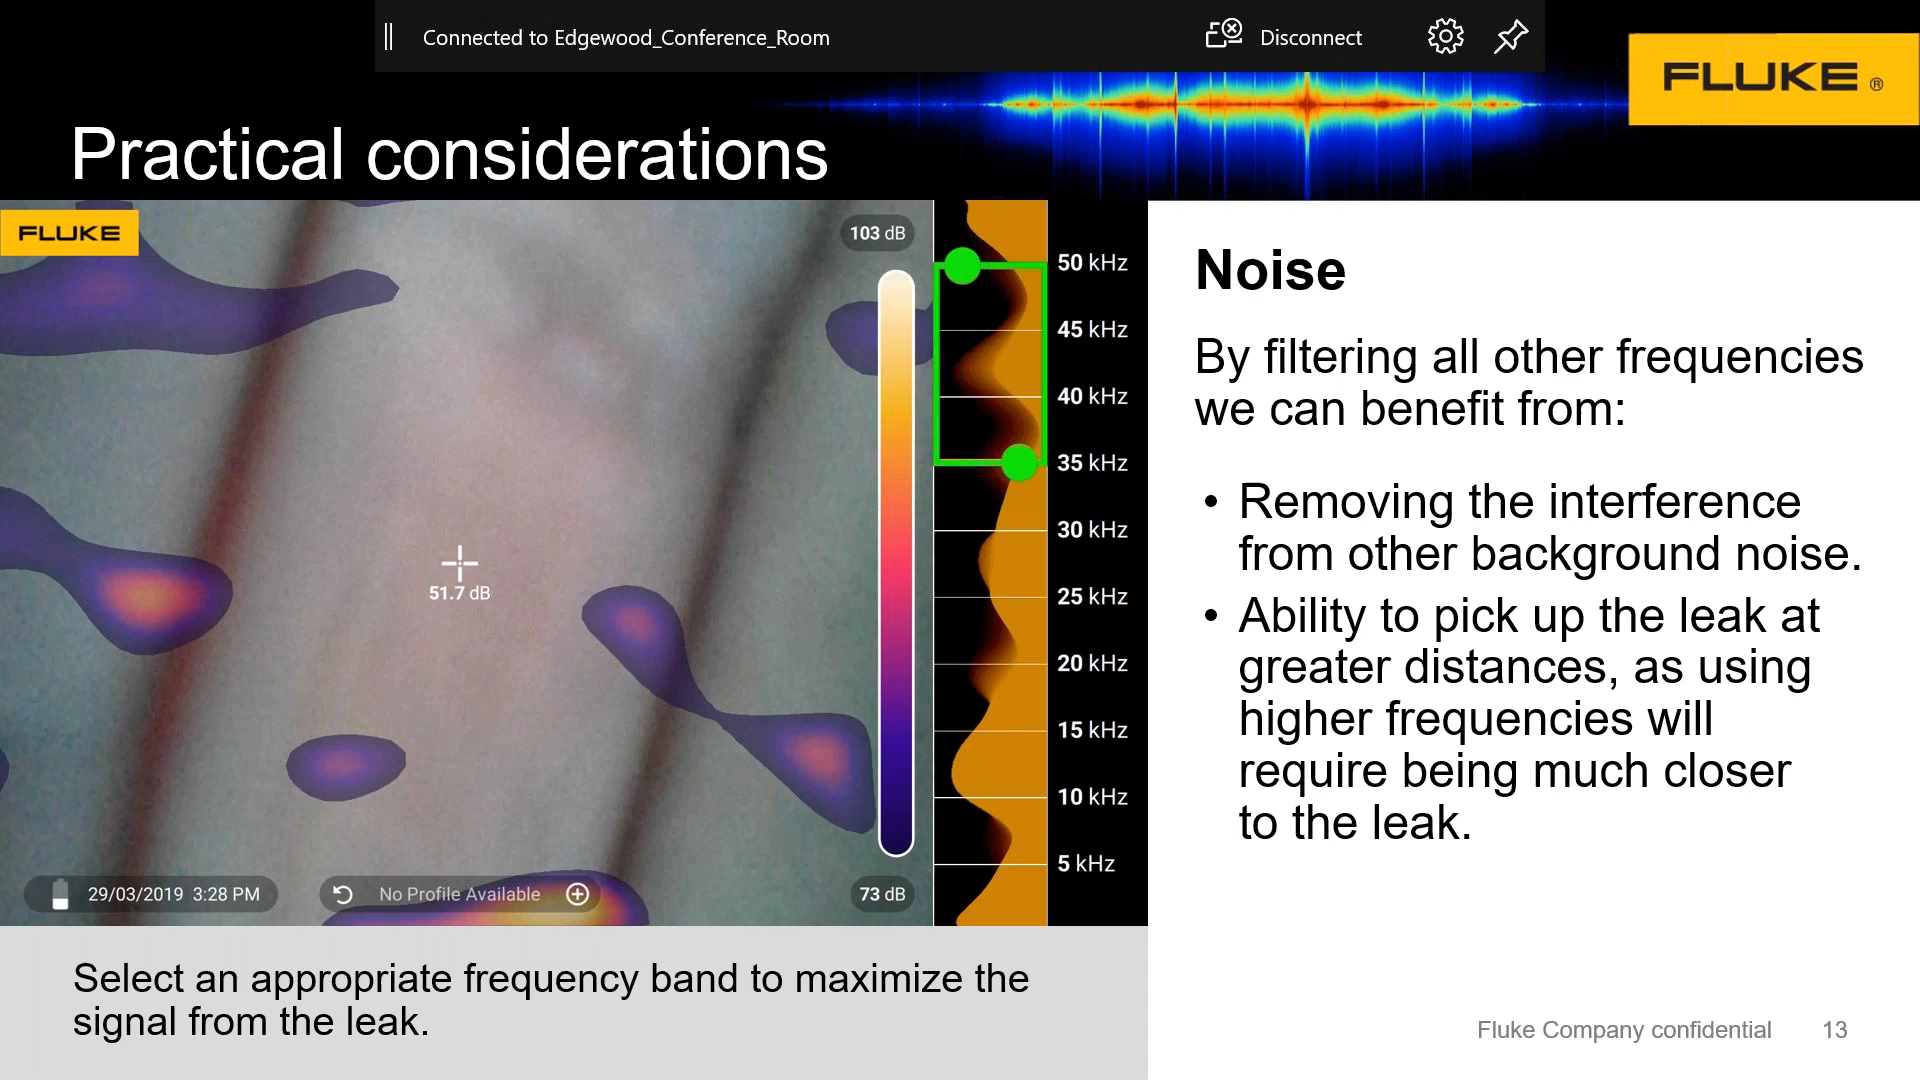 Connected to Edgewood_Conference_Room
Disconnect
FLUKE ®
Practical considerations
FLUKE
103 dB
50 kHz
45 kHz
40 kHz
35 kHz
30 kHz
25 kHz
20 kHz
15 kHz
10 kHz
5 kHz
51.7 dB
29/03/2019 3:28 PM
No Profile Available
73 dB
Noise
By filtering all other frequencies
we can benefit from:
• Removing the interference
from other background noise.
• Ability to pick up the leak at
greater distances, as using
higher frequencies will
require being much closer
to the leak.
Select an appropriate frequency band to maximize the
signal from the leak.
Fluke Company confidential 13